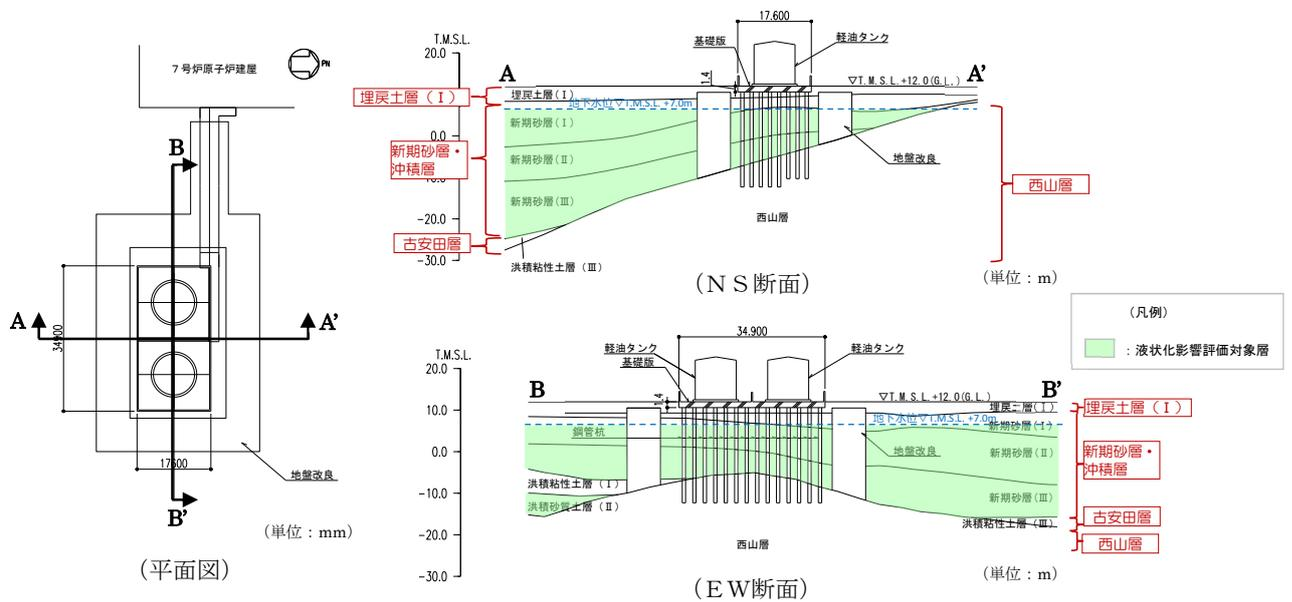 7号炉原子炉建屋
PN
B
A
A'
34900
17600
B'
地盤改良
(単位：mm)
(平面図)
T.M.S.L.
20.0
0.0
-10.0
-20.0
-30.0
17.600
基礎版
軽油タンク
1.4
A
A'
▽T.M.S.L.+12.0(G.L.)
埋戻土層（Ⅰ）
埋戻土層(Ⅰ)
地下水位▽T.M.S.L.+7.0m
新期砂層(Ⅰ)
新期砂層・
沖積層
新期砂層(Ⅱ)
新期砂層(Ⅲ)
地盤改良
西山層
西山層
古安田層
洪積粘性土層（Ⅲ）
(NS断面)
(単位：m)
(凡例)
：液状化影響評価対象層
T.M.S.L.
20.0
10.0
0.0
-10.0
-20.0
-30.0
34.900
軽油タンク
基礎版
軽油タンク
1.4
B
B'
▽T.M.S.L.+12.0(G.L.)
埋戻土層(Ⅰ)
埋戻土層（Ⅰ）
地下水位▽T.M.S.L.+7.0m
新期砂層(Ⅰ)
鋼管杭
地盤改良
新期砂層(Ⅱ)
新期砂層・
沖積層
洪積粘性土層（Ⅰ）
新期砂層(Ⅲ)
洪積砂質土層（Ⅱ）
洪積粘性土層(Ⅲ)
古安田層
西山層
西山層
(EW断面)
(単位：m)